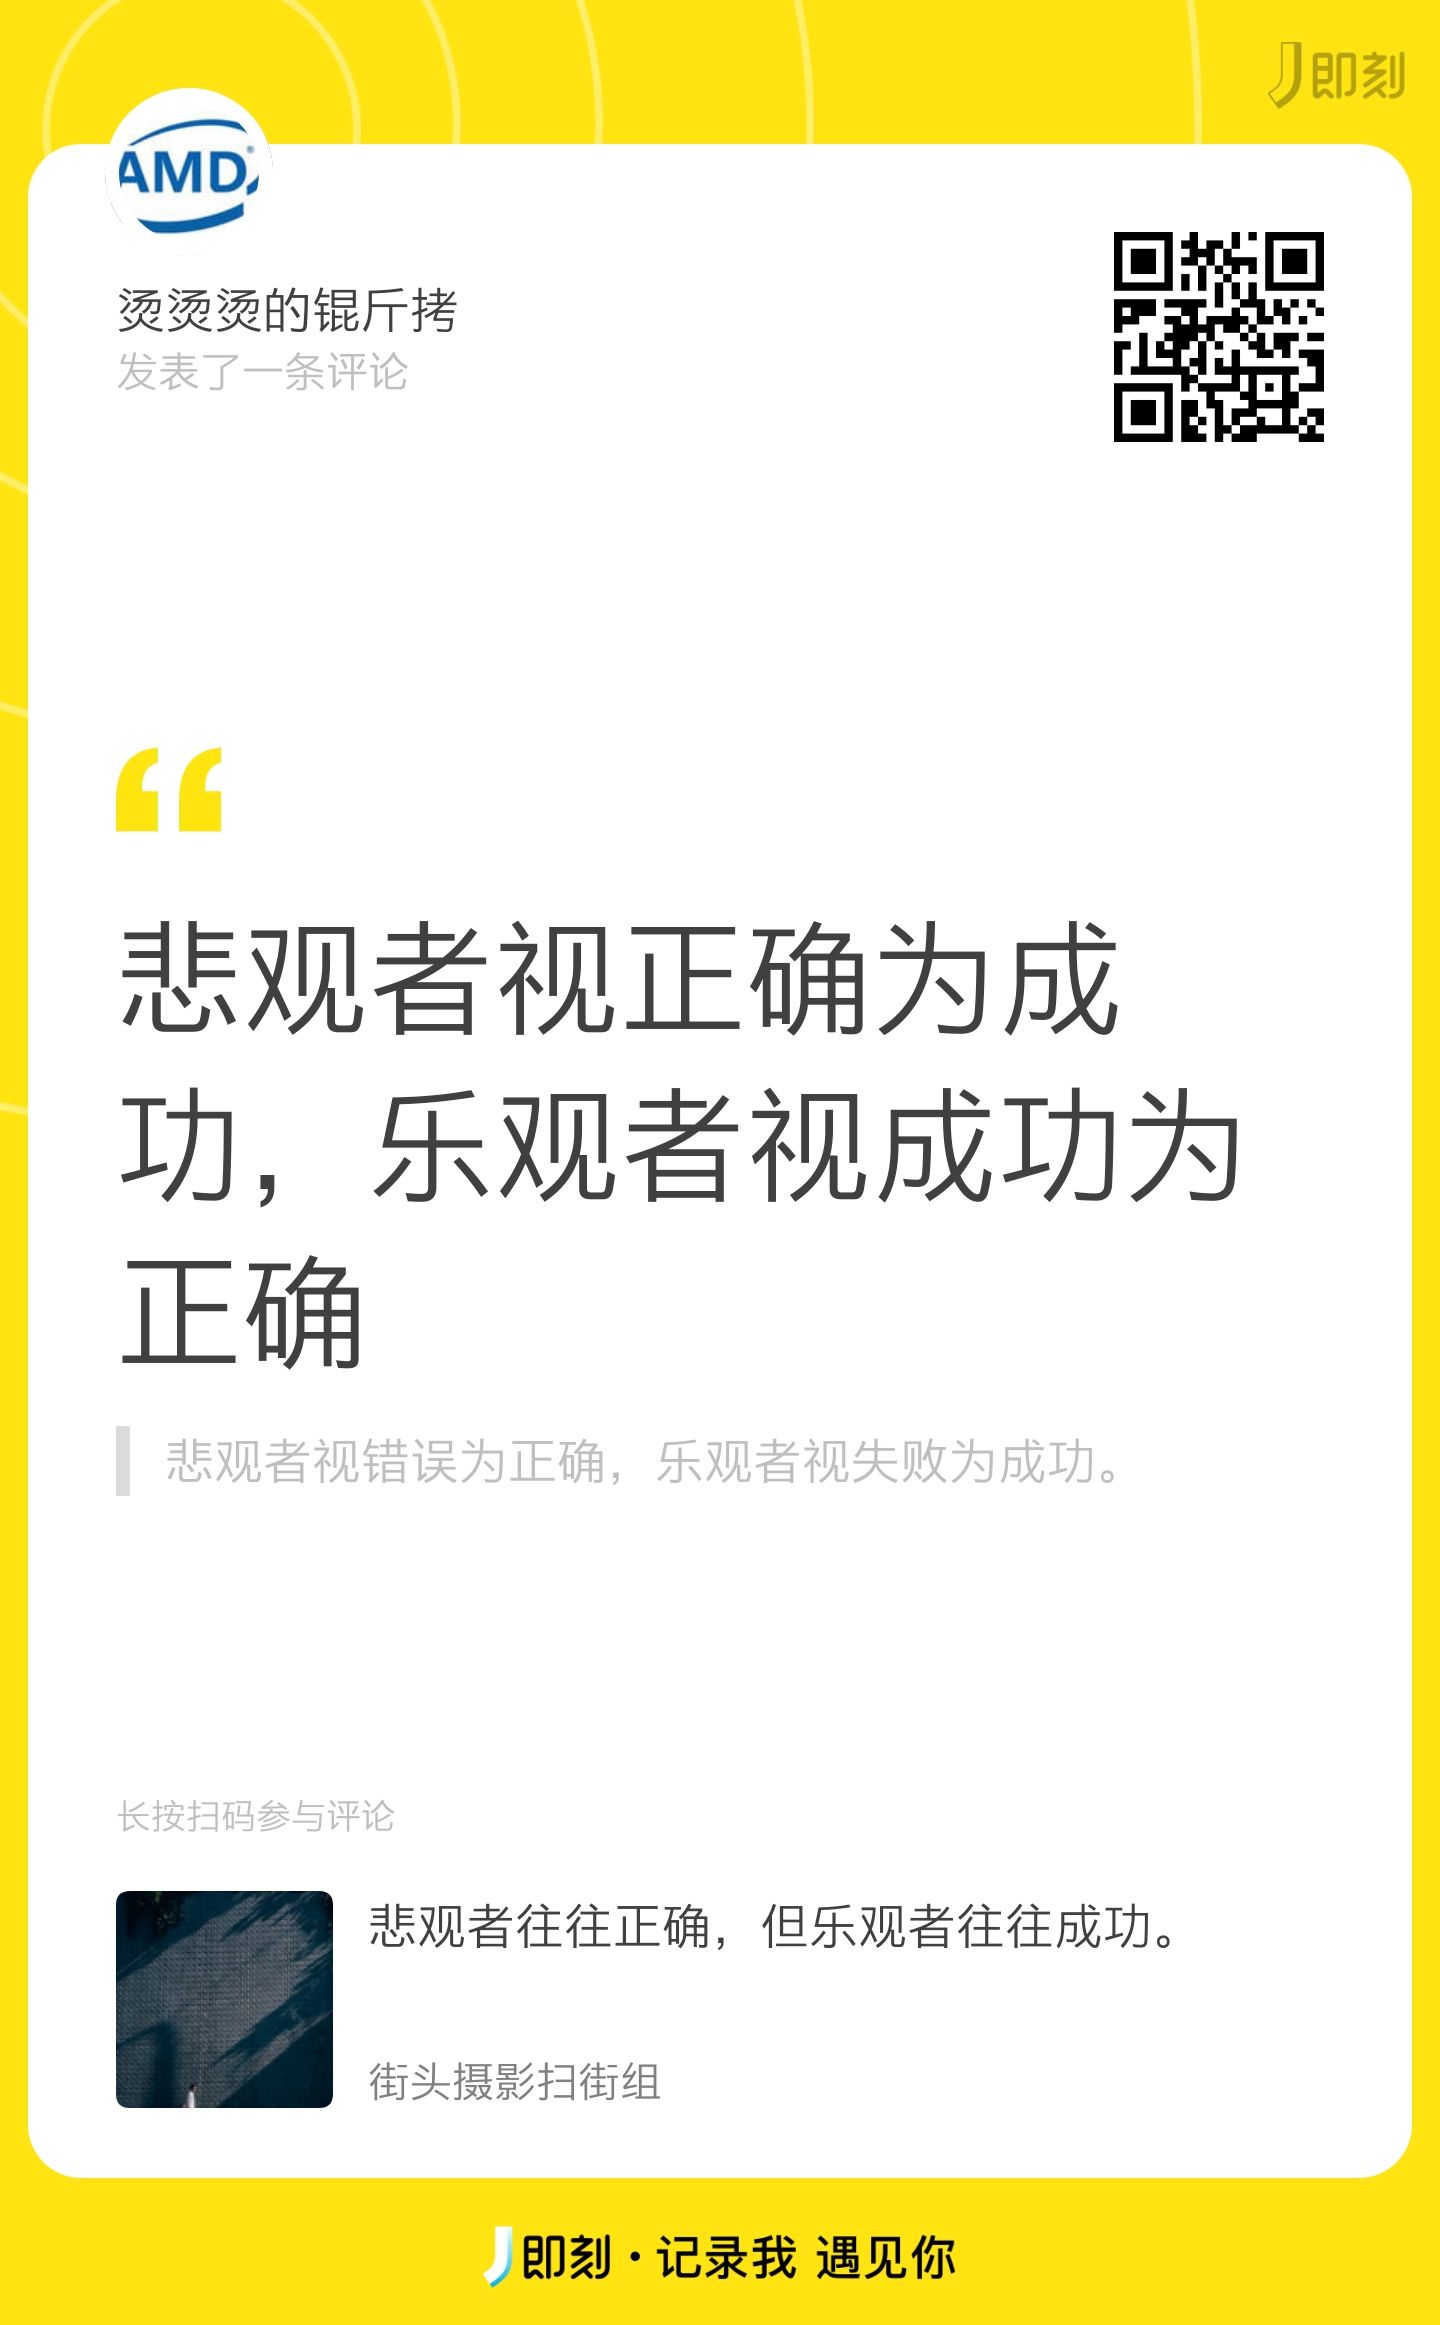 即刻
AMD
烫烫烫的锟斤拷
发表了一条评论
悲观者视正确为成
功，乐观者视成功为
正确
悲观者视错误为正确，乐观者视失败为成功。
长按扫码参与评论
悲观者往往正确，但乐观者往往成功。
街头摄影扫街组
即刻·记录我 遇见你